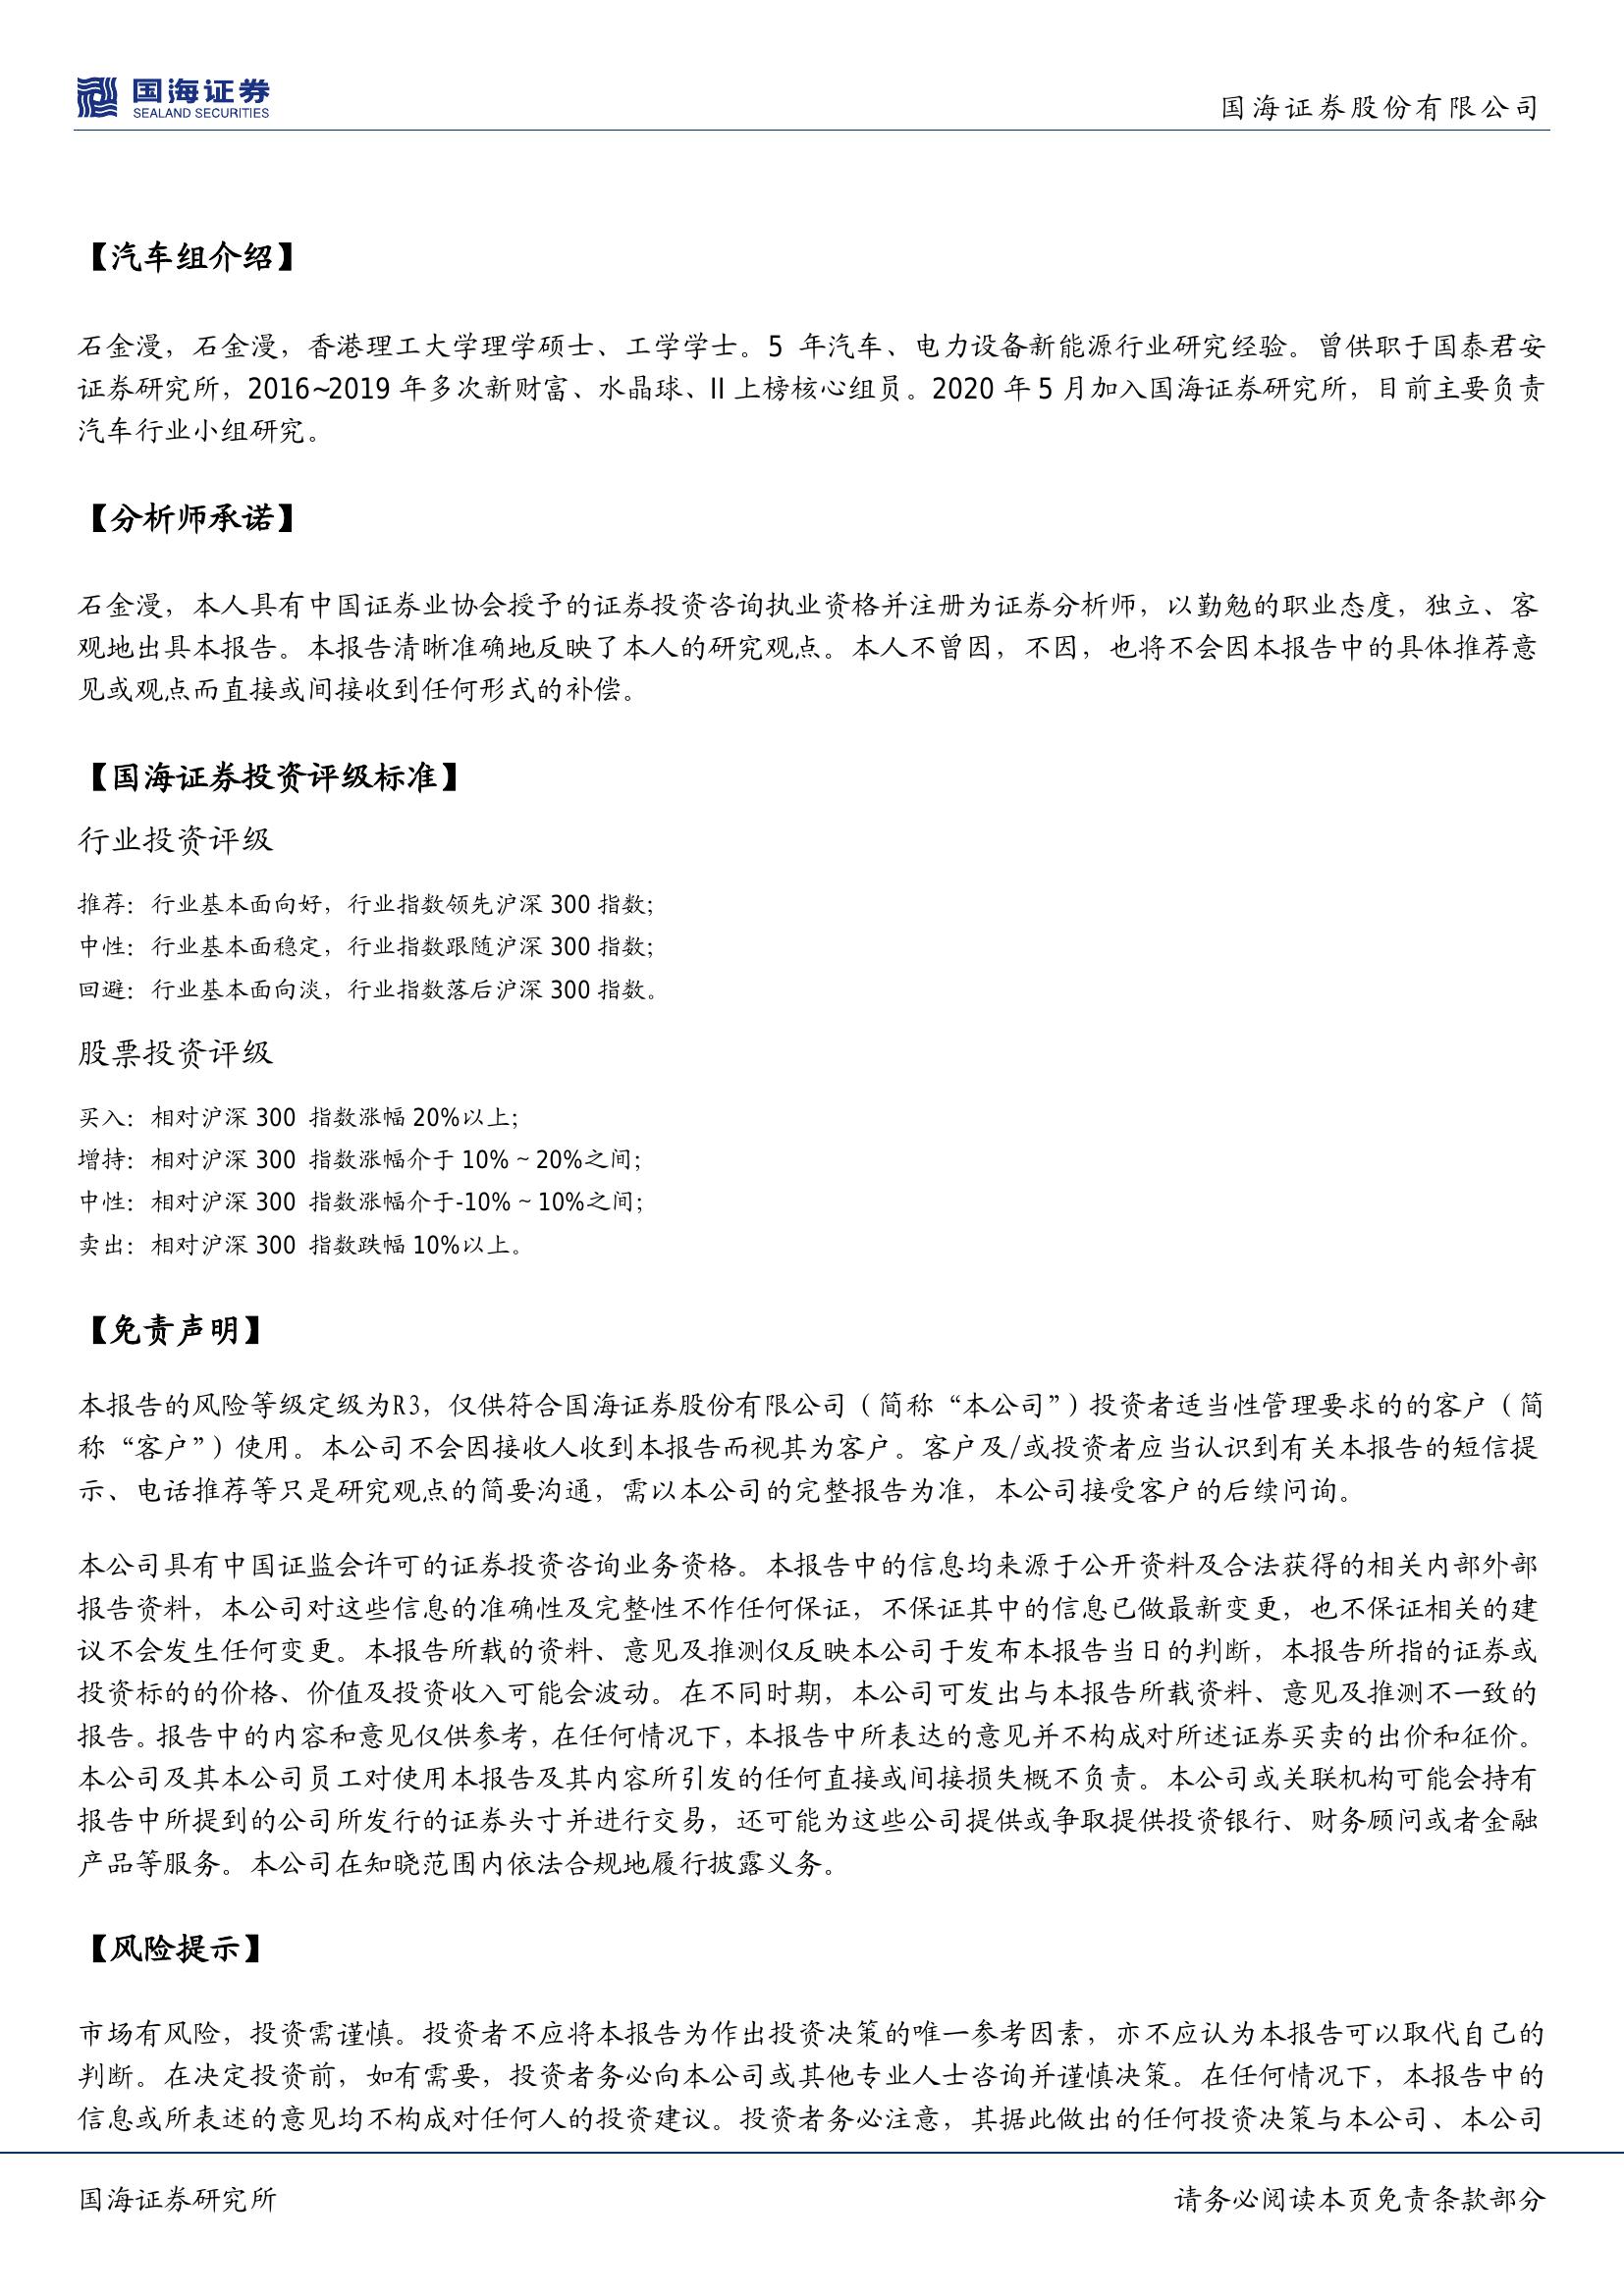 国海证券
SEALAND SECURITIES
国海证券股份有限公司
【汽车组介绍】
石金漫，石金漫，香港理工大学理学硕士、工学学士。5 年汽车、电力设备新能源行业研究经验。曾供职于国泰君安
证券研究所，2016~2019 年多次新财富、水晶球、II 上榜核心组员。2020 年 5 月加入国海证券研究所，目前主要负责
汽车行业小组研究。
【分析师承诺】
石金漫，本人具有中国证券业协会授予的证券投资咨询执业资格并注册为证券分析师，以勤勉的职业态度，独立、客
观地出具本报告。本报告清晰准确地反映了本人的研究观点。本人不曾因，不因，也将不会因本报告中的具体推荐意
见或观点而直接或间接收到任何形式的补偿。
【国海证券投资评级标准】
行业投资评级
推荐：行业基本面向好，行业指数领先沪深 300 指数；
中性：行业基本面稳定，行业指数跟随沪深 300 指数；
回避：行业基本面向淡，行业指数落后沪深 300 指数。
股票投资评级
买入：相对沪深 300 指数涨幅 20%以上；
增持：相对沪深 300 指数涨幅介于 10%～20%之间；
中性：相对沪深 300 指数涨幅介于-10%～10%之间；
卖出：相对沪深 300 指数跌幅 10%以上。
【免责声明】
本报告的风险等级定级为R3，仅供符合国海证券股份有限公司（简称“本公司”）投资者适当性管理要求的的客户（简
称“客户”）使用。本公司不会因接收人收到本报告而视其为客户。客户及/或投资者应当认识到有关本报告的短信提
示、电话推荐等只是研究观点的简要沟通，需以本公司的完整报告为准，本公司接受客户的后续问询。
本公司具有中国证监会许可的证券投资咨询业务资格。本报告中的信息均来源于公开资料及合法获得的相关内部外部
报告资料，本公司对这些信息的准确性及完整性不作任何保证，不保证其中的信息已做最新变更，也不保证相关的建
议不会发生任何变更。本报告所载的资料、意见及推测仅反映本公司于发布本报告当日的判断，本报告所指的证券或
投资标的的价格、价值及投资收入可能会波动。在不同时期，本公司可发出与本报告所载资料、意见及推测不一致的
报告。报告中的内容和意见仅供参考，在任何情况下，本报告中所表达的意见并不构成对所述证券买卖的出价和征价。
本公司及其本公司员工对使用本报告及其内容所引发的任何直接或间接损失概不负责。本公司或关联机构可能会持有
报告中所提到的公司所发行的证券头寸并进行交易，还可能为这些公司提供或争取提供投资银行、财务顾问或者金融
产品等服务。本公司在知晓范围内依法合规地履行披露义务。
【风险提示】
市场有风险，投资需谨慎。投资者不应将本报告为作出投资决策的唯一参考因素，亦不应认为本报告可以取代自己的
判断。在决定投资前，如有需要，投资者务必向本公司或其他专业人士咨询并谨慎决策。在任何情况下，本报告中的
信息或所表述的意见均不构成对任何人的投资建议。投资者务必注意，其据此做出的任何投资决策与本公司、本公司
国海证券研究所
请务必阅读本页免责条款部分